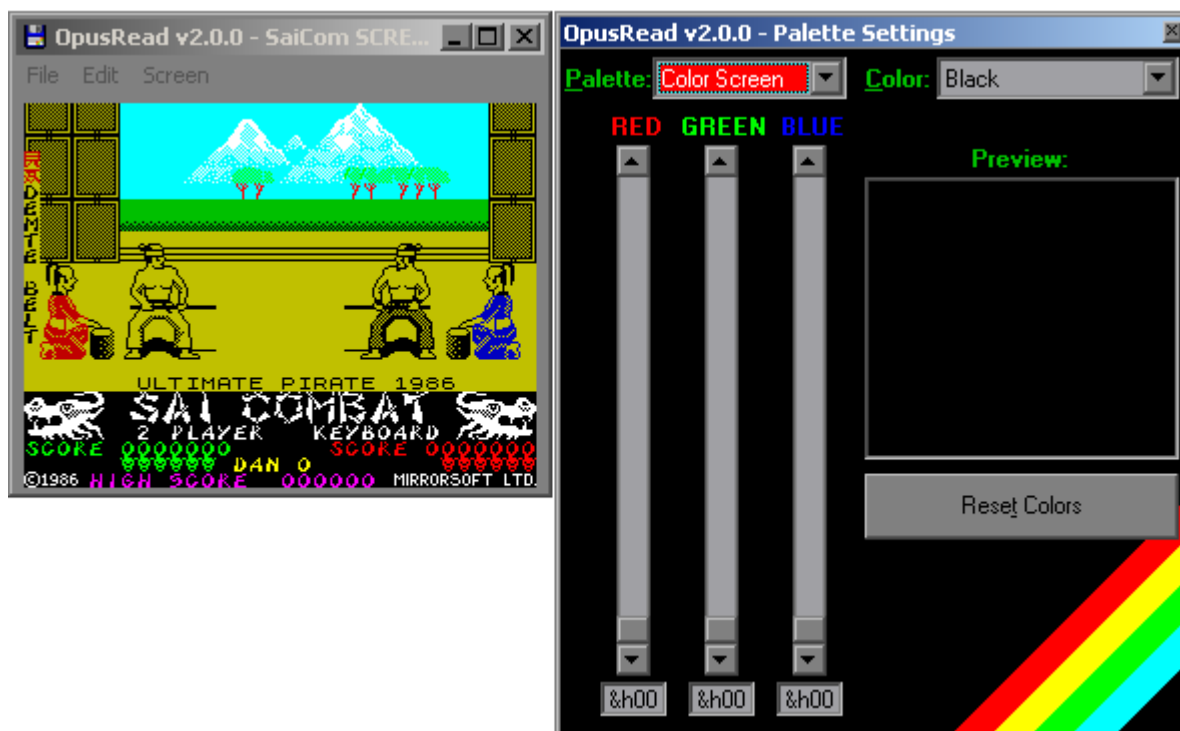 OpusRead v2.0.0 - SaiCom SCRE...
File Edit Screen
BELT
ULTIMATE PIRATE 1986
SAI COMBAT
2 PLAYER KEYBOARD
SCORE 0000000 SCORE 0000000
DAN 0
©1986 HIGH SCORE 000000 MIRRORSOFT LTD.
OpusRead v2.0.0 - Palette Settings
Palette: Color Screen Color: Black
RED GREEN BLUE
Preview:
Reset Colors
&h00 &h00 &h00